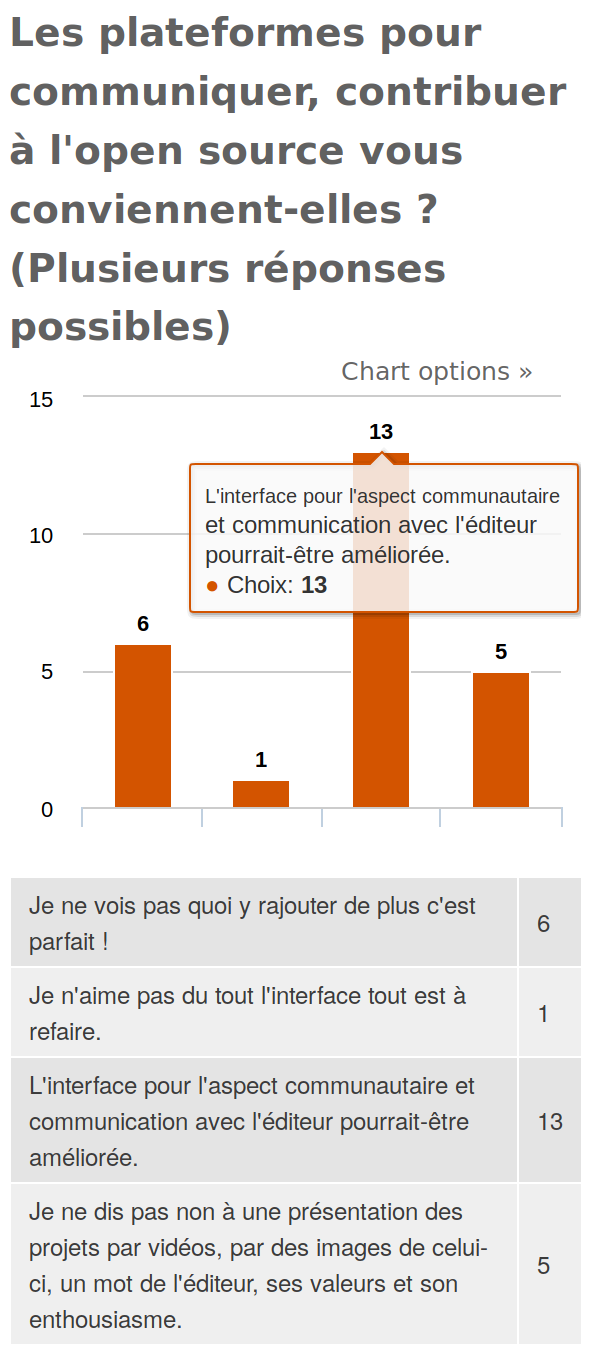 Les plateformes pour
communiquer, contribuer
à l'open source vous
conviennent-elles ?
(Plusieurs réponses
possibles)
Chart options »
15
13
L'interface pour l'aspect communautaire
et communication avec l'éditeur
pourrait-être améliorée.
● Choix: 13
10
6
5
5
1
0
Je ne vois pas quoi y rajouter de plus c'est
parfait !
6
Je n'aime pas du tout l'interface tout est à
refaire.
1
L'interface pour l'aspect communautaire et
communication avec l'éditeur pourrait-être
améliorée.
13
Je ne dis pas non à une présentation des
projets par vidéos, par des images de celui-
ci, un mot de l'éditeur, ses valeurs et son
enthousiasme.
5